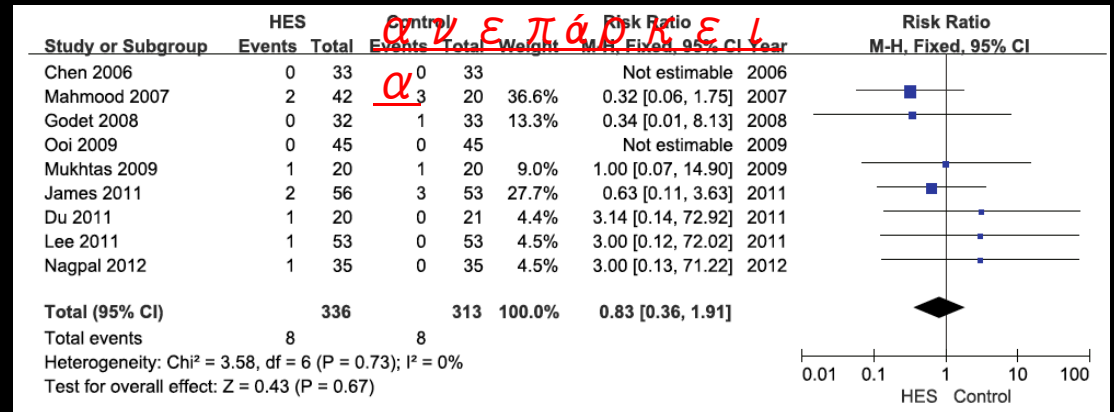 HES Control Risk Ratio Risk Ratio
Study or Subgroup Events Total Events Total Weight M-H, Fixed, 95% CI Year M-H, Fixed, 95% CI
ανεπάρκει
α
Chen 2006 0 33 0 33 Not estimable 2006
Mahmood 2007 2 42 3 20 36.6% 0.32 [0.06, 1.75] 2007
Godet 2008 0 32 1 33 13.3% 0.34 [0.01, 8.13] 2008
Ooi 2009 0 45 0 45 Not estimable 2009
Mukhtas 2009 1 20 1 20 9.0% 1.00 [0.07, 14.90] 2009
James 2011 2 56 3 53 27.7% 0.63 [0.11, 3.63] 2011
Du 2011 1 20 0 21 4.4% 3.14 [0.14, 72.92] 2011
Lee 2011 1 53 0 53 4.5% 3.00 [0.12, 72.02] 2011
Nagpal 2012 1 35 0 35 4.5% 3.00 [0.13, 71.22] 2012
Total (95% CI) 336 313 100.0% 0.83 [0.36, 1.91]
Total events 8 8
Heterogeneity: Chi² = 3.58, df = 6 (P = 0.73); I² = 0%
Test for overall effect: Z = 0.43 (P = 0.67)
0.01 0.1 1 10 100
HES Control